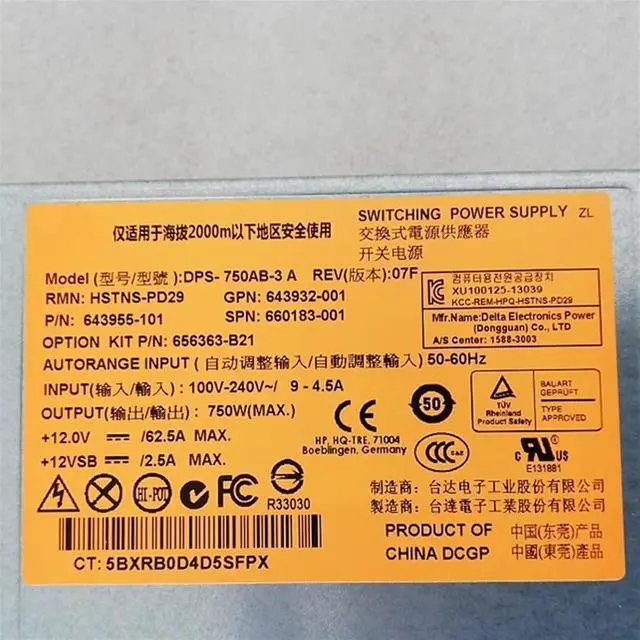 仅适用于海拔2000m以下地区安全使用
SWITCHING POWER SUPPLY ZL
交換式電源供應器
开关电源
Model (型号/型號):DPS- 750AB-3 A REV(版本):07F
RMN: HSTNS-PD29 GPN: 643932-001
P/N: 643955-101 SPN: 660183-001
OPTION KIT P/N: 656363-B21
컴퓨터용전원공급장치
XU100125-13039
KCC-REM-HPQ-HSTNS-PD29
Mfr.Name:Delta Electronics Power
(Dongguan) Co., LTD
A/S Center: 1588-3003
AUTORANGE INPUT (自动调整输入/自動調整輸入) 50-60Hz
INPUT(输入/輸入): 100V-240V~/ 9 - 4.5A
OUTPUT(输出/輸出): 750W(MAX.)
+12.0V ⎓/62.5A MAX.
+12VSB ⎓/2.5A MAX.
CE
HP, HQ-TRE, 71004
Boeblingen, Germany
50
CCC
S&E
TÜV
Rheinland
Product Safety
BAUART
GEPRÜFT
TYPE
APPROVED
c RU US
E131881
HI-POT
FC
R33030
制造商：台达电子工业股份有限公司
製造商：台達電子工業股份有限公司
PRODUCT OF 中国(东莞)产品
CHINA DCGP 中國(東莞)產品
CT: 5BXRB0D4D5SFPX